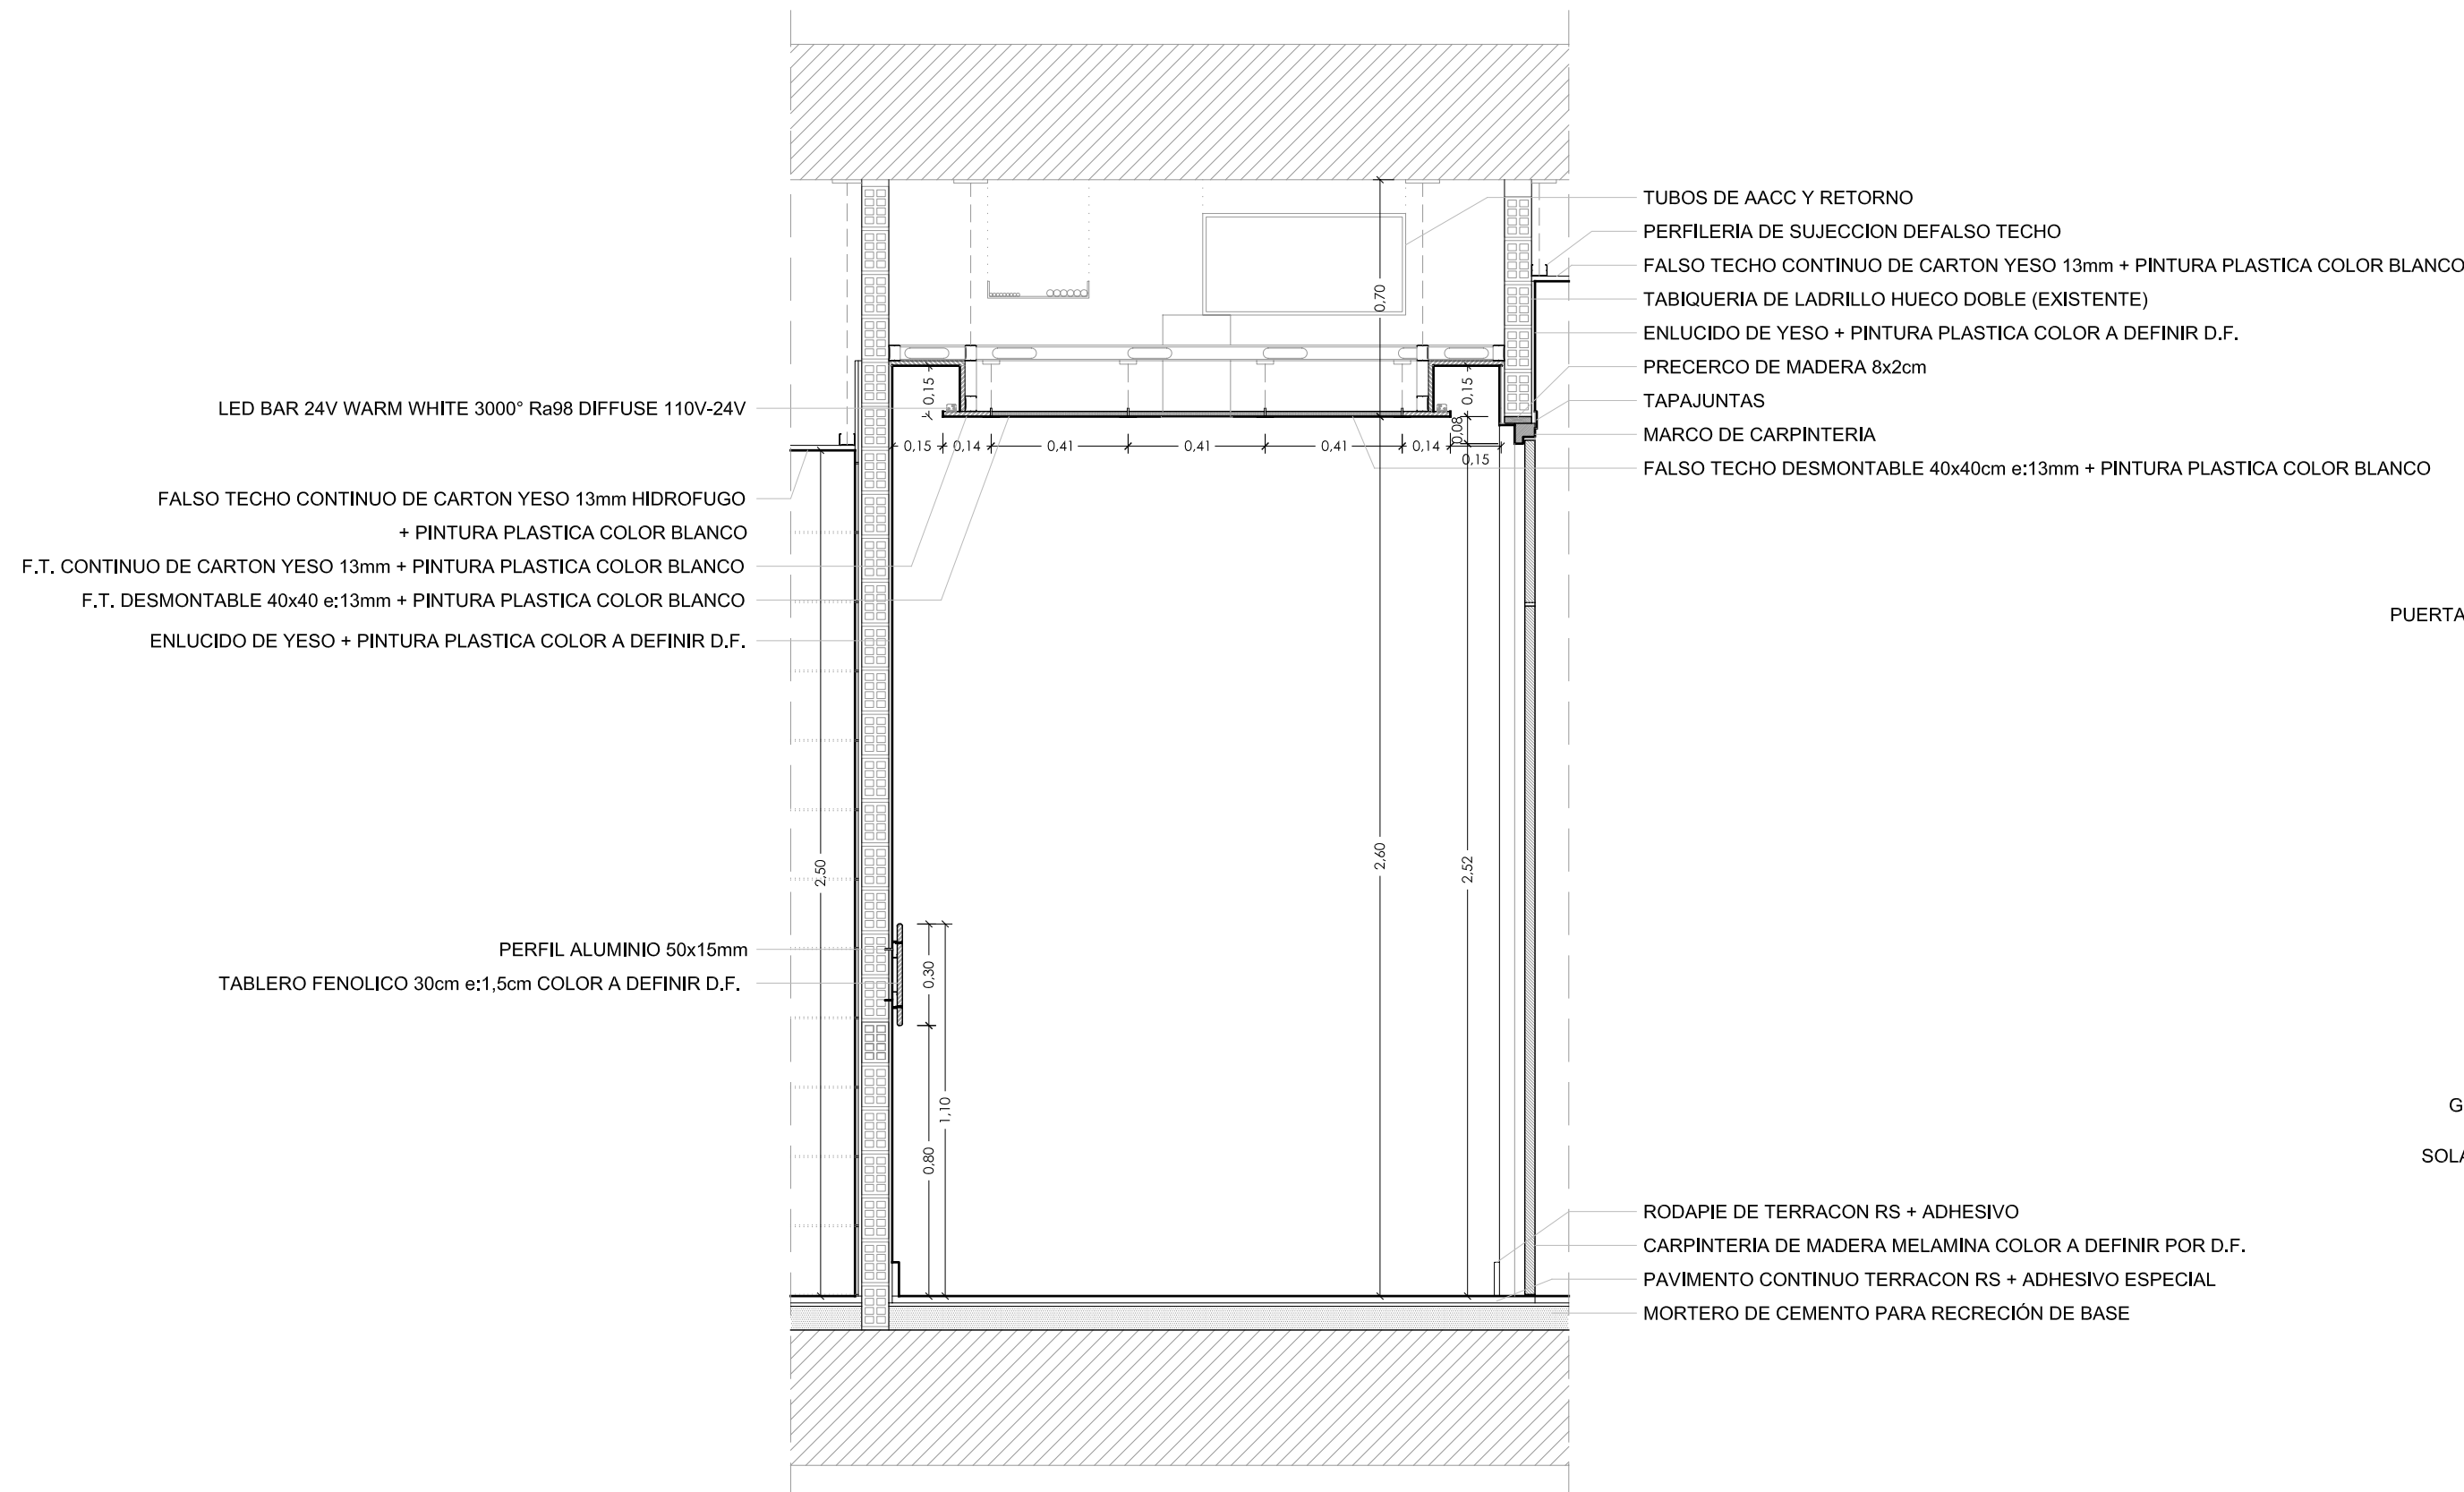 TUBOS DE AACC Y RETORNO
PERFILERIA DE SUJECCION DEFALSO TECHO
FALSO TECHO CONTINUO DE CARTON YESO 13mm + PINTURA PLASTICA COLOR BLANCO
TABIQUERIA DE LADRILLO HUECO DOBLE (EXISTENTE)
ENLUCIDO DE YESO + PINTURA PLASTICA COLOR A DEFINIR D.F.
PRECERCO DE MADERA 8x2cm
TAPAJUNTAS
MARCO DE CARPINTERIA
FALSO TECHO DESMONTABLE 40x40cm e:13mm + PINTURA PLASTICA COLOR BLANCO
LED BAR 24V WARM WHITE 3000° Ra98 DIFFUSE 110V-24V
FALSO TECHO CONTINUO DE CARTON YESO 13mm HIDROFUGO
+ PINTURA PLASTICA COLOR BLANCO
F.T. CONTINUO DE CARTON YESO 13mm + PINTURA PLASTICA COLOR BLANCO
F.T. DESMONTABLE 40x40 e:13mm + PINTURA PLASTICA COLOR BLANCO
ENLUCIDO DE YESO + PINTURA PLASTICA COLOR A DEFINIR D.F.
PERFIL ALUMINIO 50x15mm
TABLERO FENOLICO 30cm e:1,5cm COLOR A DEFINIR D.F.
0,70
0,15
0,15
0,08
0,15
0,14
0,41
0,41
0,41
0,14
0,15
2,50
2,60
2,52
0,30
1,10
0,80
PUERTA
G
SOLA
RODAPIE DE TERRACON RS + ADHESIVO
CARPINTERIA DE MADERA MELAMINA COLOR A DEFINIR POR D.F.
PAVIMENTO CONTINUO TERRACON RS + ADHESIVO ESPECIAL
MORTERO DE CEMENTO PARA RECRECIÓN DE BASE